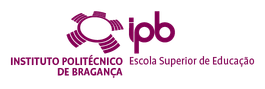 ipb
INSTITUTO POLITÉCNICO
DE BRAGANÇA
Escola Superior de Educação